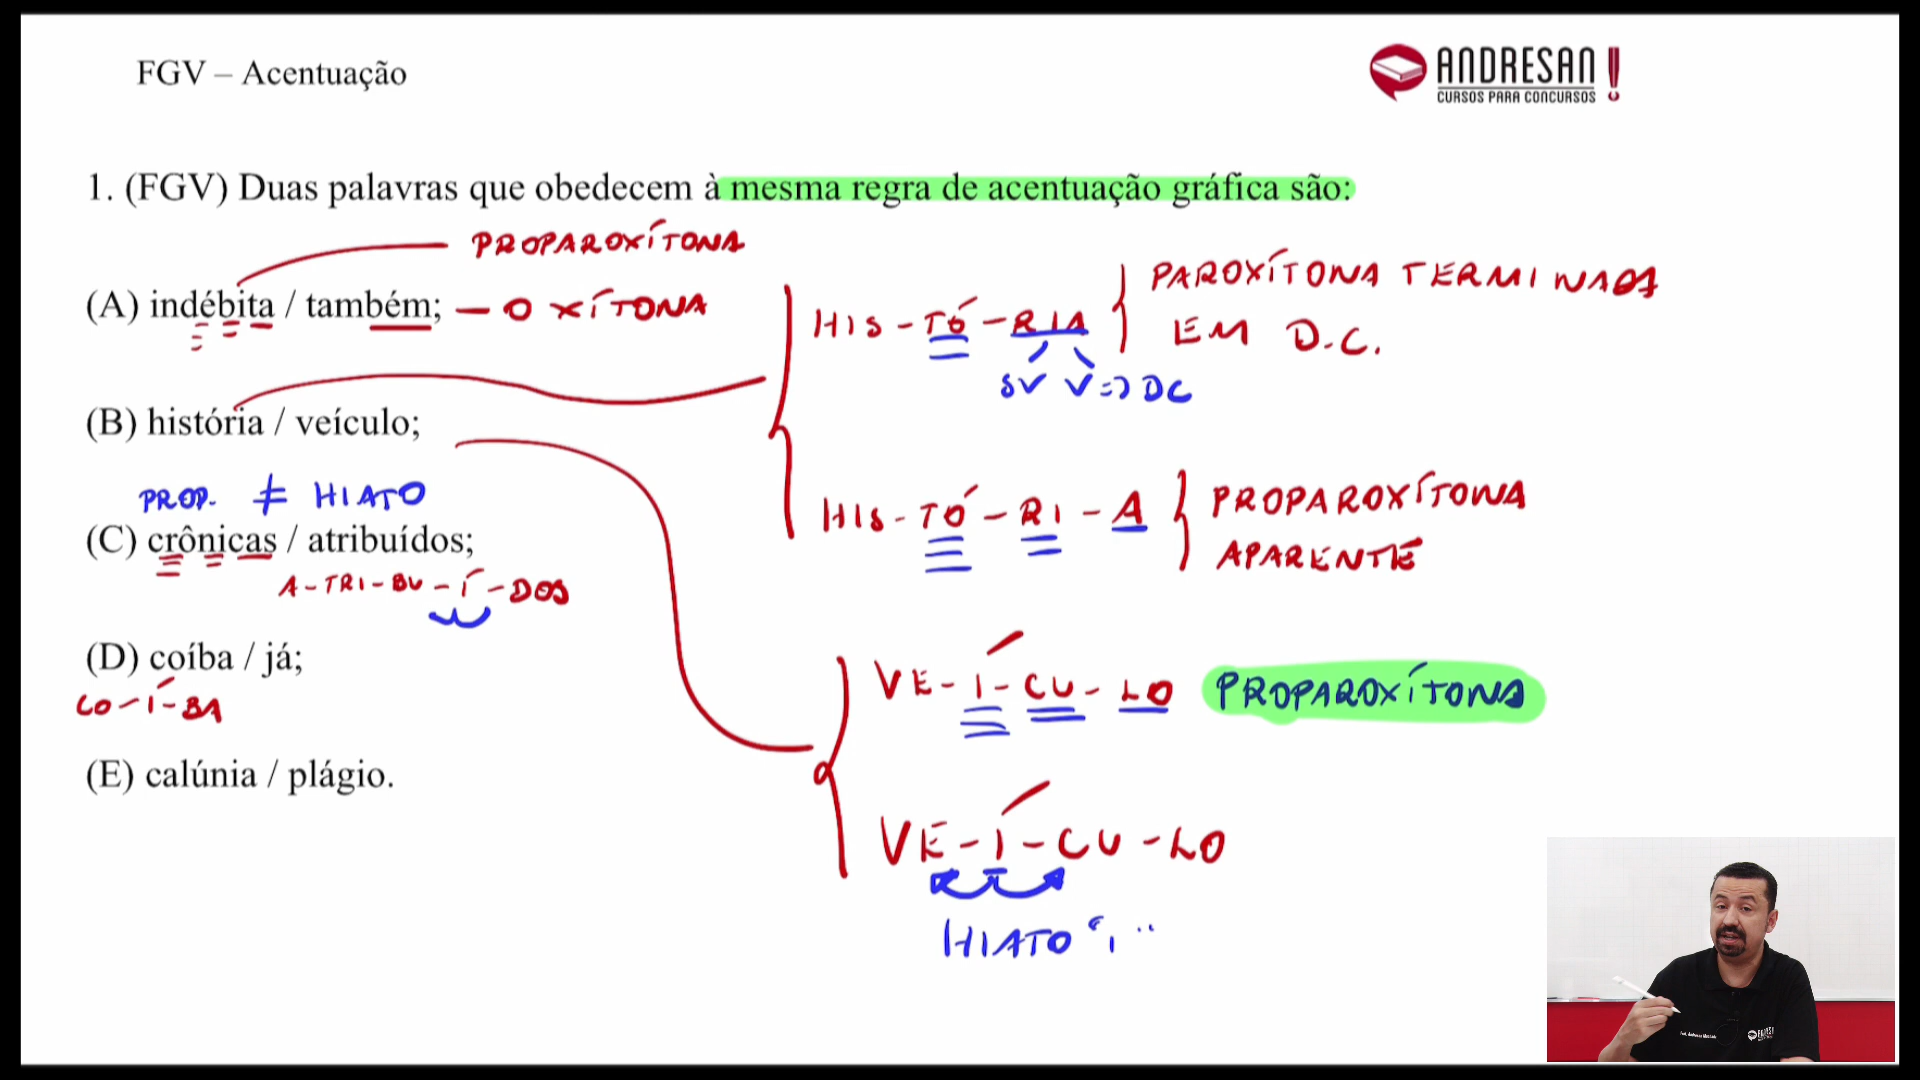 FGV – Acentuação
ANDRESAN
CURSOS PARA CONCURSOS
1. (FGV) Duas palavras que obedecem à mesma regra de acentuação gráfica são:
PROPAROXÍTONA
(A) indébita / também; — OXÍTONA
HIS-TÓ-RIA
PAROXÍTONA TERMINADA
EM D.C.
SV V => DC
(B) história / veículo;
PROP. ≠ HIATO
HIS-TÓ-RI-A
PROPAROXÍTONA
APARENTE
(C) crônicas / atribuídos;
A-TRI-BU-Í-DOS
(D) coíba / já;
CO-Í-BA
VE-Í-CU-LO PROPAROXÍTONA
(E) calúnia / plágio.
VE-Í-CU-LO
HIATO "I"